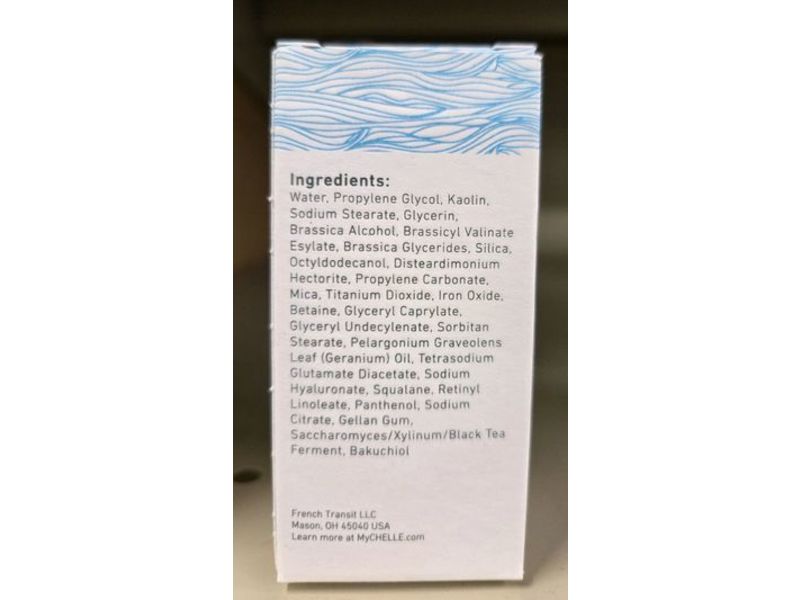 Ingredients:
Water, Propylene Glycol, Kaolin,
Sodium Stearate, Glycerin,
Brassica Alcohol, Brassicyl Valinate
Esylate, Brassica Glycerides, Silica,
Octyldodecanol, Disteardimonium
Hectorite, Propylene Carbonate,
Mica, Titanium Dioxide, Iron Oxide,
Betaine, Glyceryl Caprylate,
Glyceryl Undecylenate, Sorbitan
Stearate, Pelargonium Graveolens
Leaf (Geranium) Oil, Tetrasodium
Glutamate Diacetate, Sodium
Hyaluronate, Squalane, Retinyl
Linoleate, Panthenol, Sodium
Citrate, Gellan Gum,
Saccharomyces/Xylinum/Black Tea
Ferment, Bakuchiol
French Transit LLC
Mason, OH 45040 USA
Learn more at MyCHELLE.com